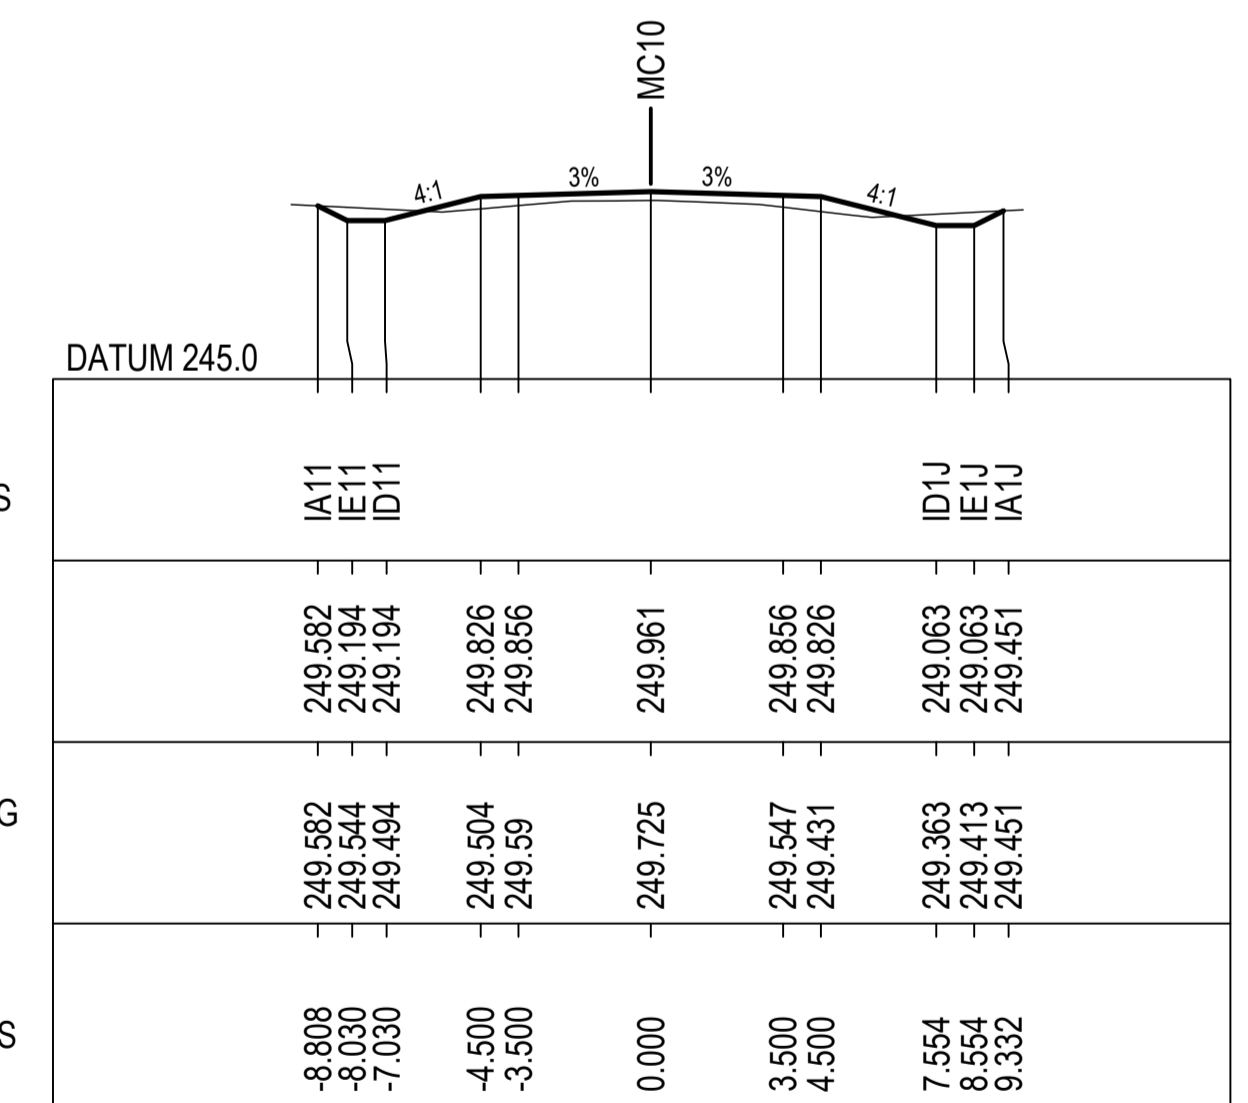 MC10
4:1 3% 3% 4:1
DATUM 245.0
S IA11 IE11 ID11 ID1J IE1J IA1J
249.582 249.194 249.194 249.826 249.856 249.961 249.856 249.826 249.063 249.063 249.451
G 249.582 249.544 249.494 249.504 249.59 249.725 249.547 249.431 249.363 249.413 249.451
S -8.808 -8.030 -7.030 -4.500 -3.500 0.000 3.500 4.500 7.554 8.554 9.332